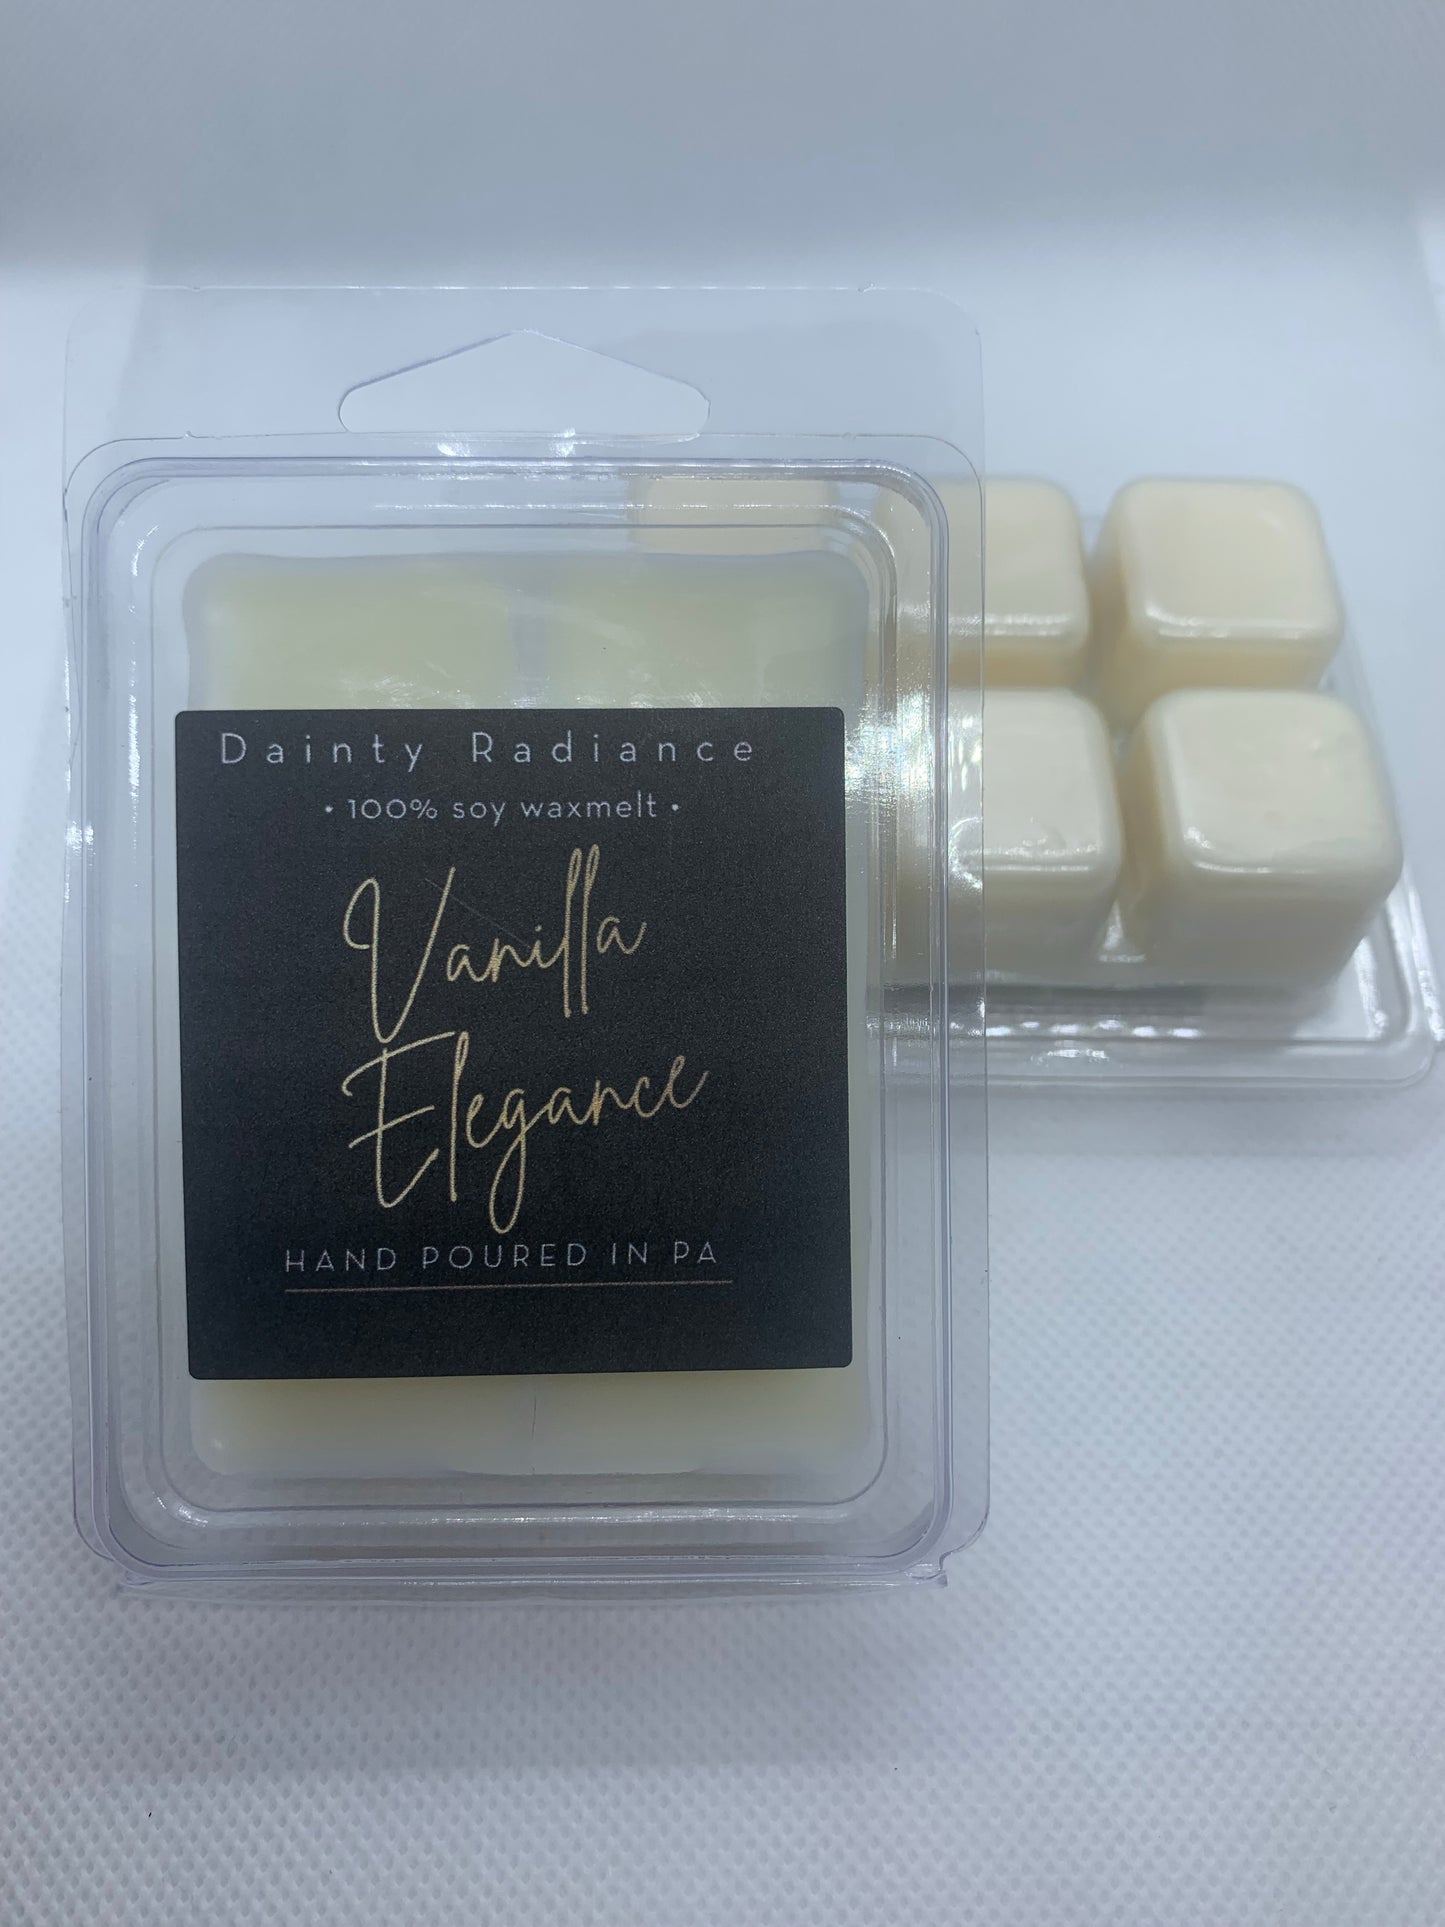 Dainty Radiance
• 100% soy waxmelt •
Vanilla
Elegance
HAND POURED IN PA